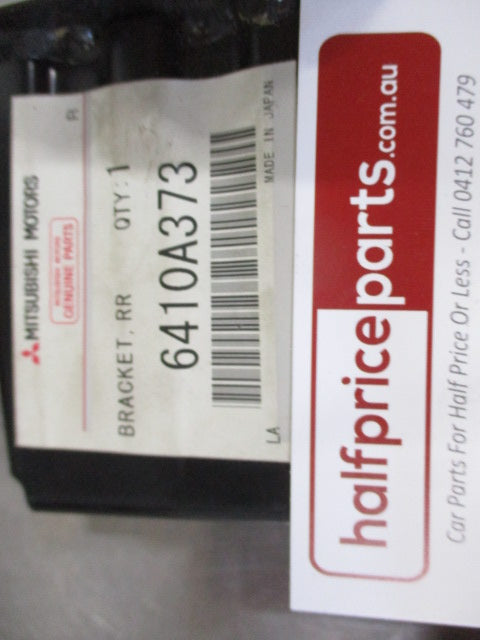 MITSUBISHI MOTORS
GENUINE PARTS
BRACKET, RR QTY:1
6410A373
LA
MADE IN JAPAN
halfpriceparts.com.au
Car Parts For Half Price Or Less - Call 0412 760 479